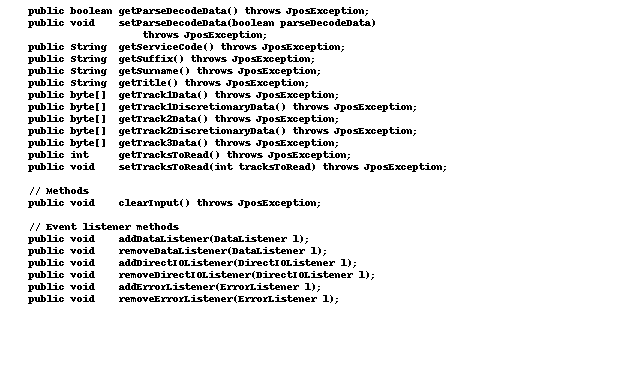 public boolean getParseDecodeData() throws JposException;
public void setParseDecodeData(boolean parseDecodeData)
throws JposException;
public String getServiceCode() throws JposException;
public String getSuffix() throws JposException;
public String getSurname() throws JposException;
public String getTitle() throws JposException;
public byte[] getTrack1Data() throws JposException;
public byte[] getTrack1DiscretionaryData() throws JposException;
public byte[] getTrack2Data() throws JposException;
public byte[] getTrack2DiscretionaryData() throws JposException;
public byte[] getTrack3Data() throws JposException;
public int getTracksToRead() throws JposException;
public void setTracksToRead(int tracksToRead) throws JposException;
// Methods
public void clearInput() throws JposException;
// Event listener methods
public void addDataListener(DataListener l);
public void removeDataListener(DataListener l);
public void addDirectIOListener(DirectIOListener l);
public void removeDirectIOListener(DirectIOListener l);
public void addErrorListener(ErrorListener l);
public void removeErrorListener(ErrorListener l);